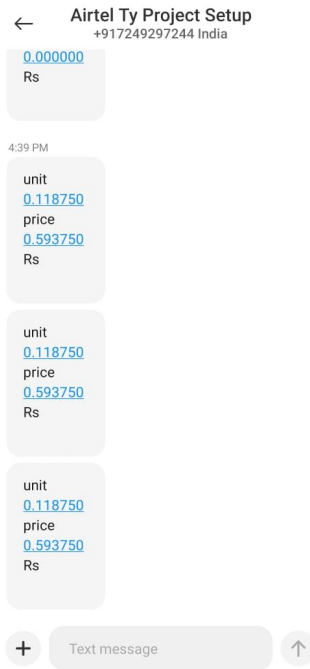 Airtel Ty Project Setup
+917249297244 India
0.000000
Rs
4:39 PM
unit
0.118750
price
0.593750
Rs
unit
0.118750
price
0.593750
Rs
unit
0.118750
price
0.593750
Rs
Text message